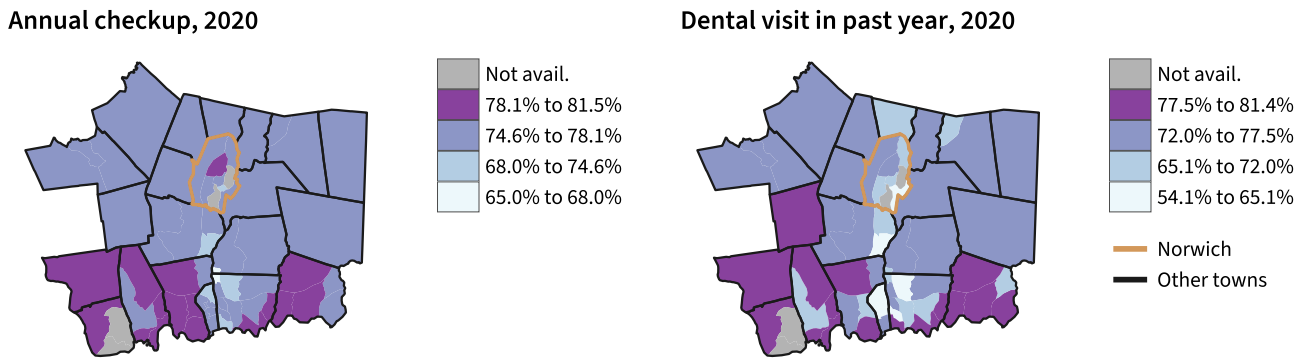 Annual checkup, 2020
Not avail.
78.1% to 81.5%
74.6% to 78.1%
68.0% to 74.6%
65.0% to 68.0%
Dental visit in past year, 2020
Not avail.
77.5% to 81.4%
72.0% to 77.5%
65.1% to 72.0%
54.1% to 65.1%
Norwich
Other towns